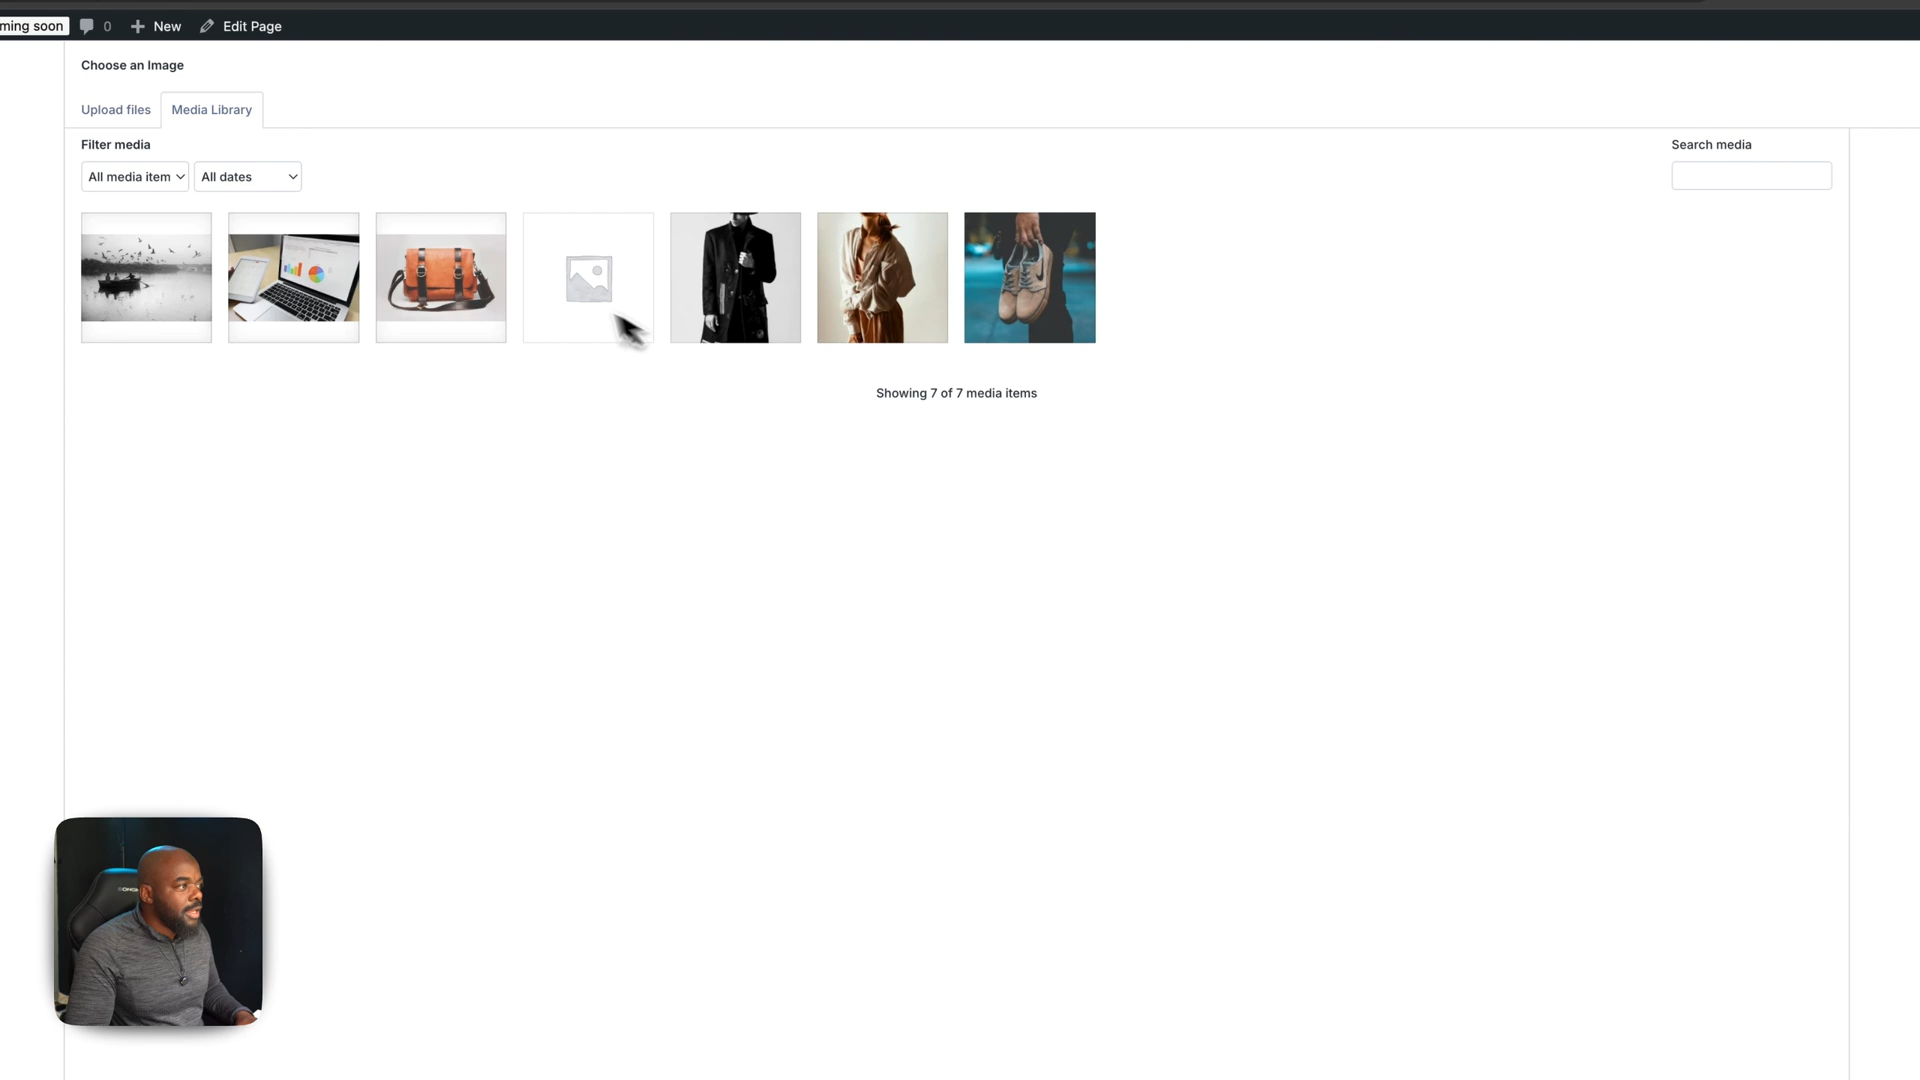 ming soon
0
New
Edit Page
Choose an Image
Upload files
Media Library
Filter media
Search media
All media item
All dates
Showing 7 of 7 media items